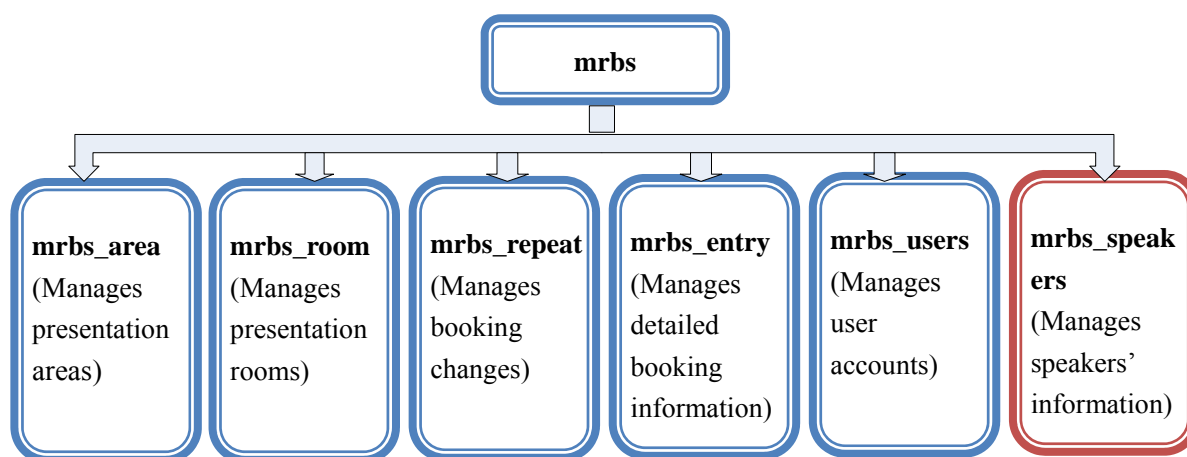 mrbs
mrbs_area
(Manages
presentation
areas)
mrbs_room
(Manages
presentation
rooms)
mrbs_repeat
(Manages
booking
changes)
mrbs_entry
(Manages
detailed
booking
information)
mrbs_users
(Manages
user
accounts)
mrbs_speak
ers
(Manages
speakers’
information)